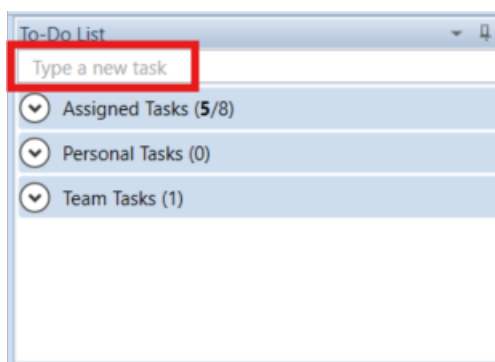 To-Do List
Type a new task
Assigned Tasks (5/8)
Personal Tasks (0)
Team Tasks (1)